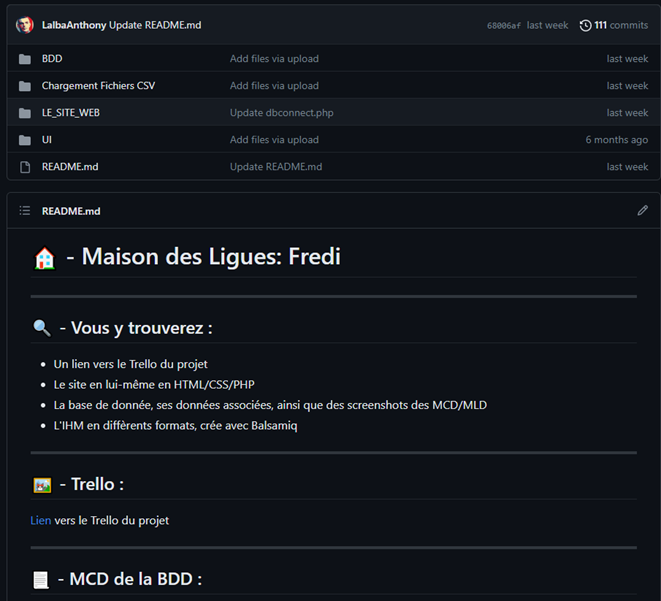 LalbaAnthony Update README.md 68006af last week 111 commits
BDD Add files via upload last week
Chargement Fichiers CSV Add files via upload last week
LE_SITE_WEB Update dbconnect.php last week
UI Add files via upload 6 months ago
README.md Update README.md last week
README.md
- Maison des Ligues: Fredi
- Vous y trouverez :
Un lien vers le Trello du projet
Le site en lui-même en HTML/CSS/PHP
La base de donnée, ses données associées, ainsi que des screenshots des MCD/MLD
L'IHM en diffèrents formats, crée avec Balsamiq
- Trello :
Lien vers le Trello du projet
- MCD de la BDD :